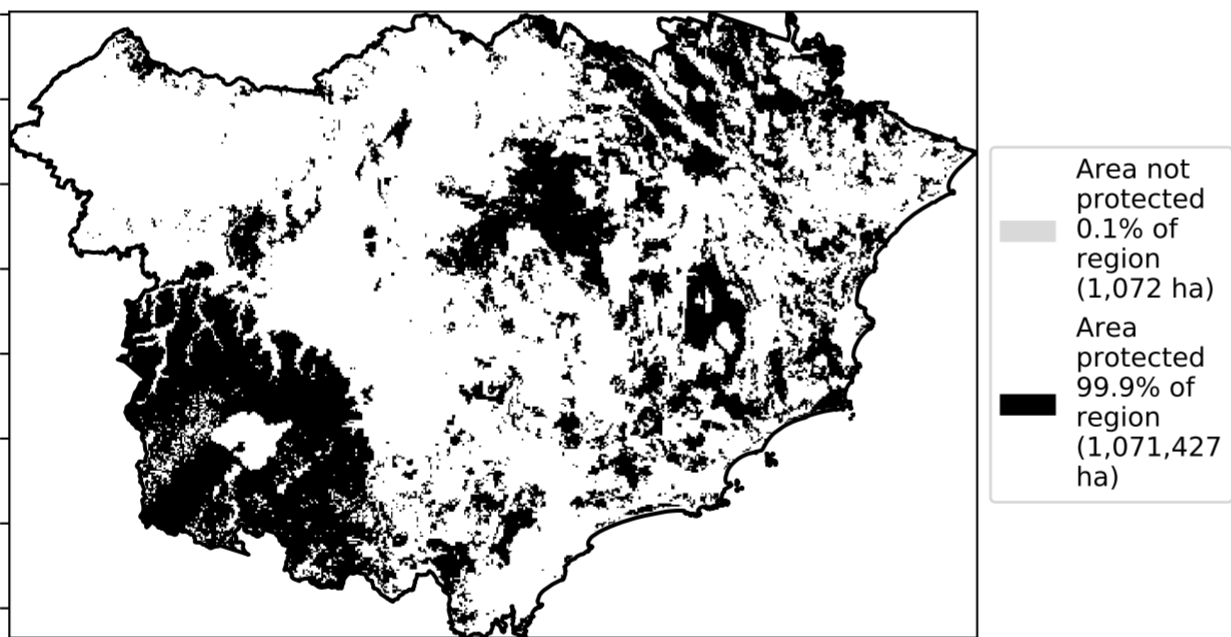 Area not
protected
0.1% of
region
(1,072 ha)
Area
protected
99.9% of
region
(1,071,427
ha)